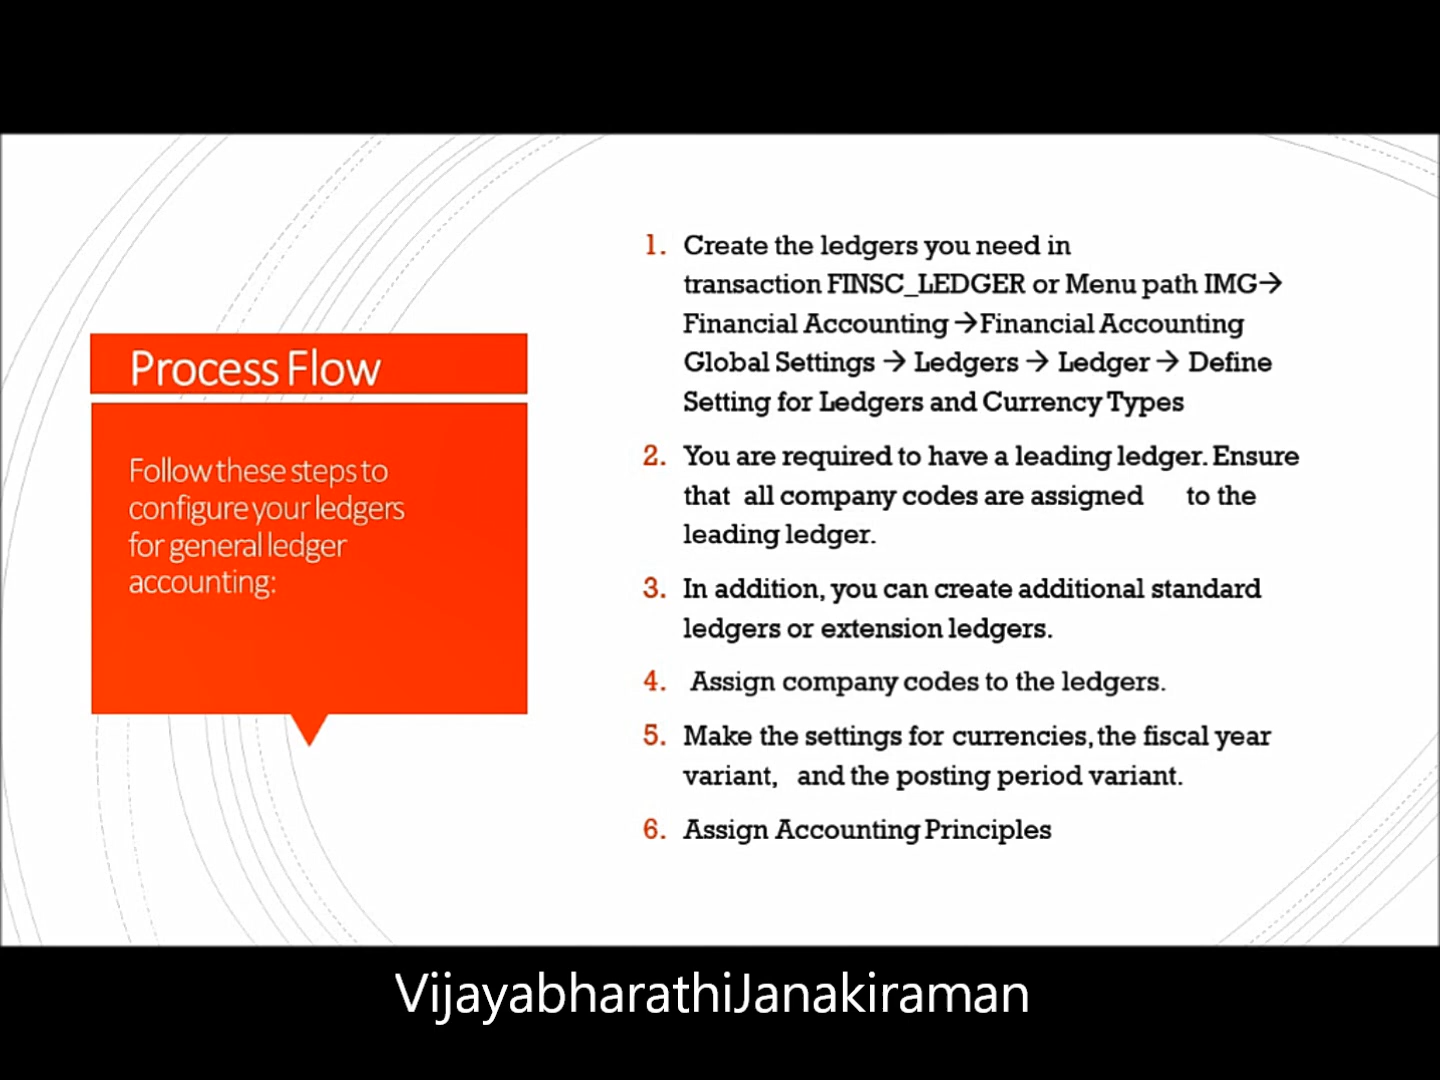 Process Flow
Follow these steps to
configure your ledgers
for general ledger
accounting:
1. Create the ledgers you need in
transaction FINSC_LEDGER or Menu path IMG→
Financial Accounting →Financial Accounting
Global Settings → Ledgers → Ledger → Define
Setting for Ledgers and Currency Types
2. You are required to have a leading ledger. Ensure
that all company codes are assigned to the
leading ledger.
3. In addition, you can create additional standard
ledgers or extension ledgers.
4. Assign company codes to the ledgers.
5. Make the settings for currencies, the fiscal year
variant, and the posting period variant.
6. Assign Accounting Principles
VijayabharathiJanakiraman